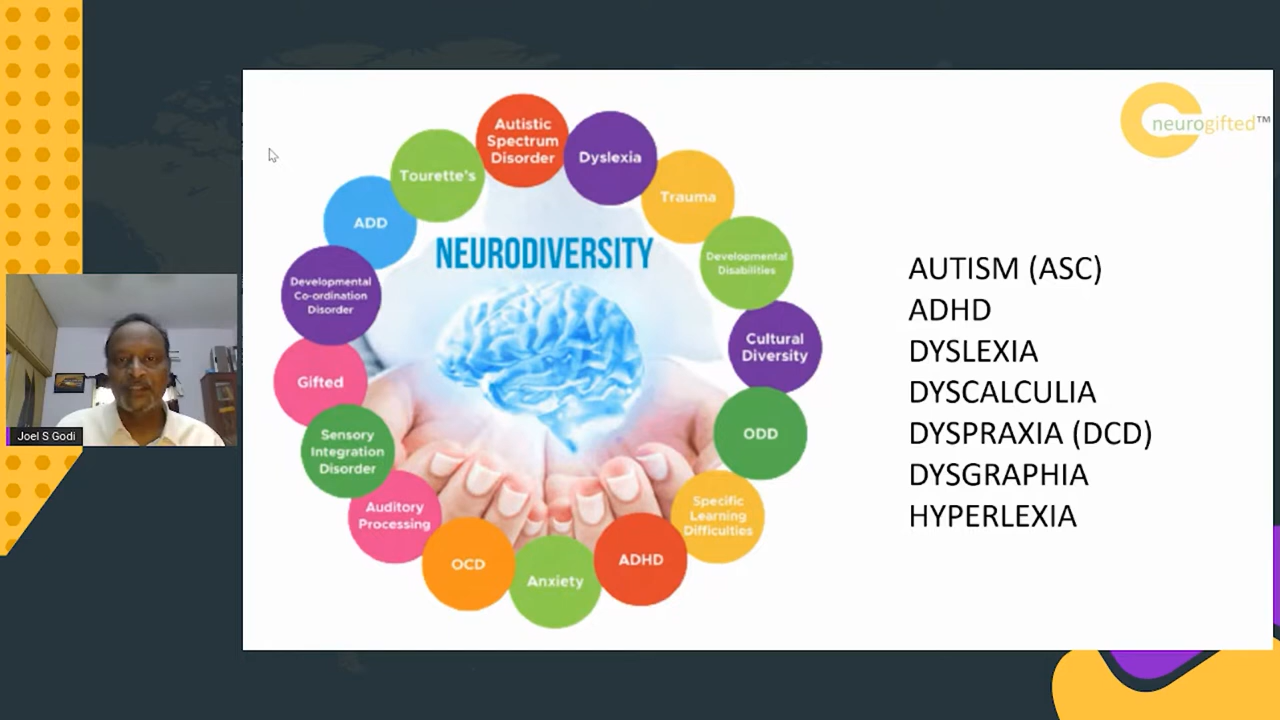 Autistic
Spectrum
Disorder
Dyslexia
Trauma
Developmental
Disabilities
Cultural
Diversity
ODD
Specific
Learning
Difficulties
ADHD
Anxiety
OCD
Auditory
Processing
Sensory
Integration
Disorder
Gifted
Developmental
Co-ordination
Disorder
ADD
Tourette's
NEURODIVERSITY
neurogifted™
AUTISM (ASC)
ADHD
DYSLEXIA
DYSCALCULIA
DYSPRAXIA (DCD)
DYSGRAPHIA
HYPERLEXIA
Joel S Godi